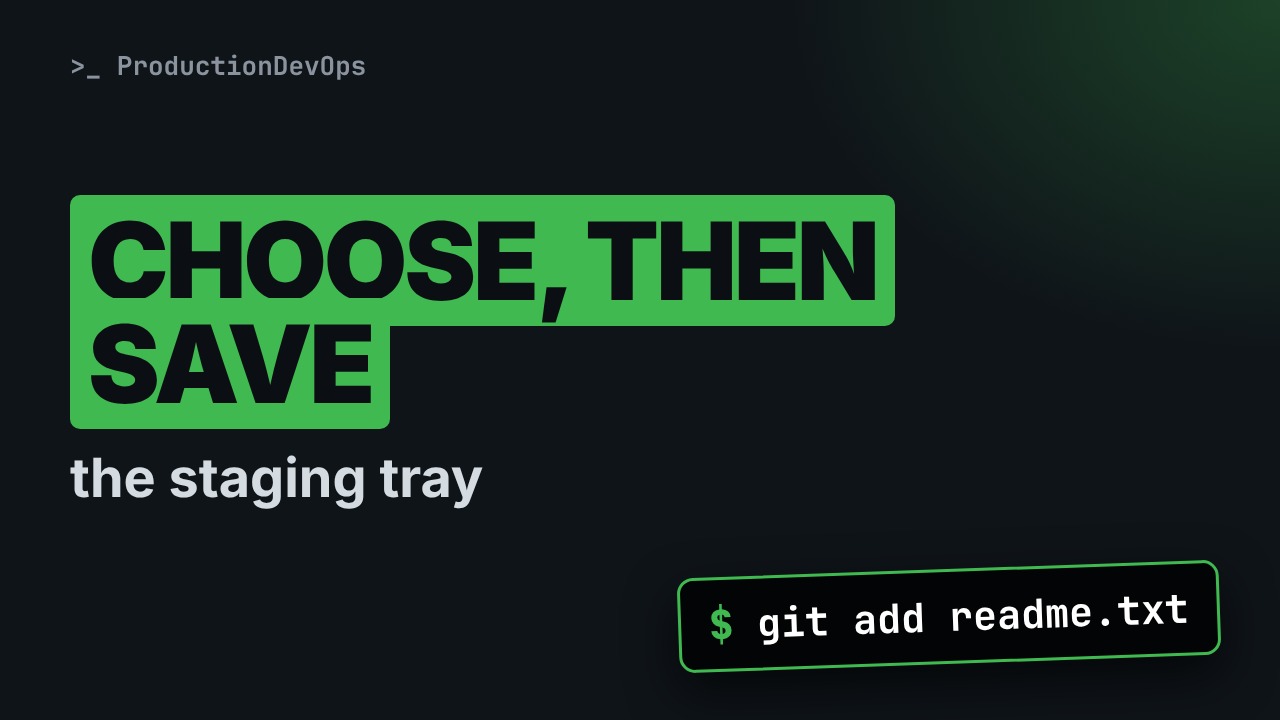 >_ ProductionDevOps
CHOOSE, THEN
SAVE
the staging tray
$ git add readme.txt